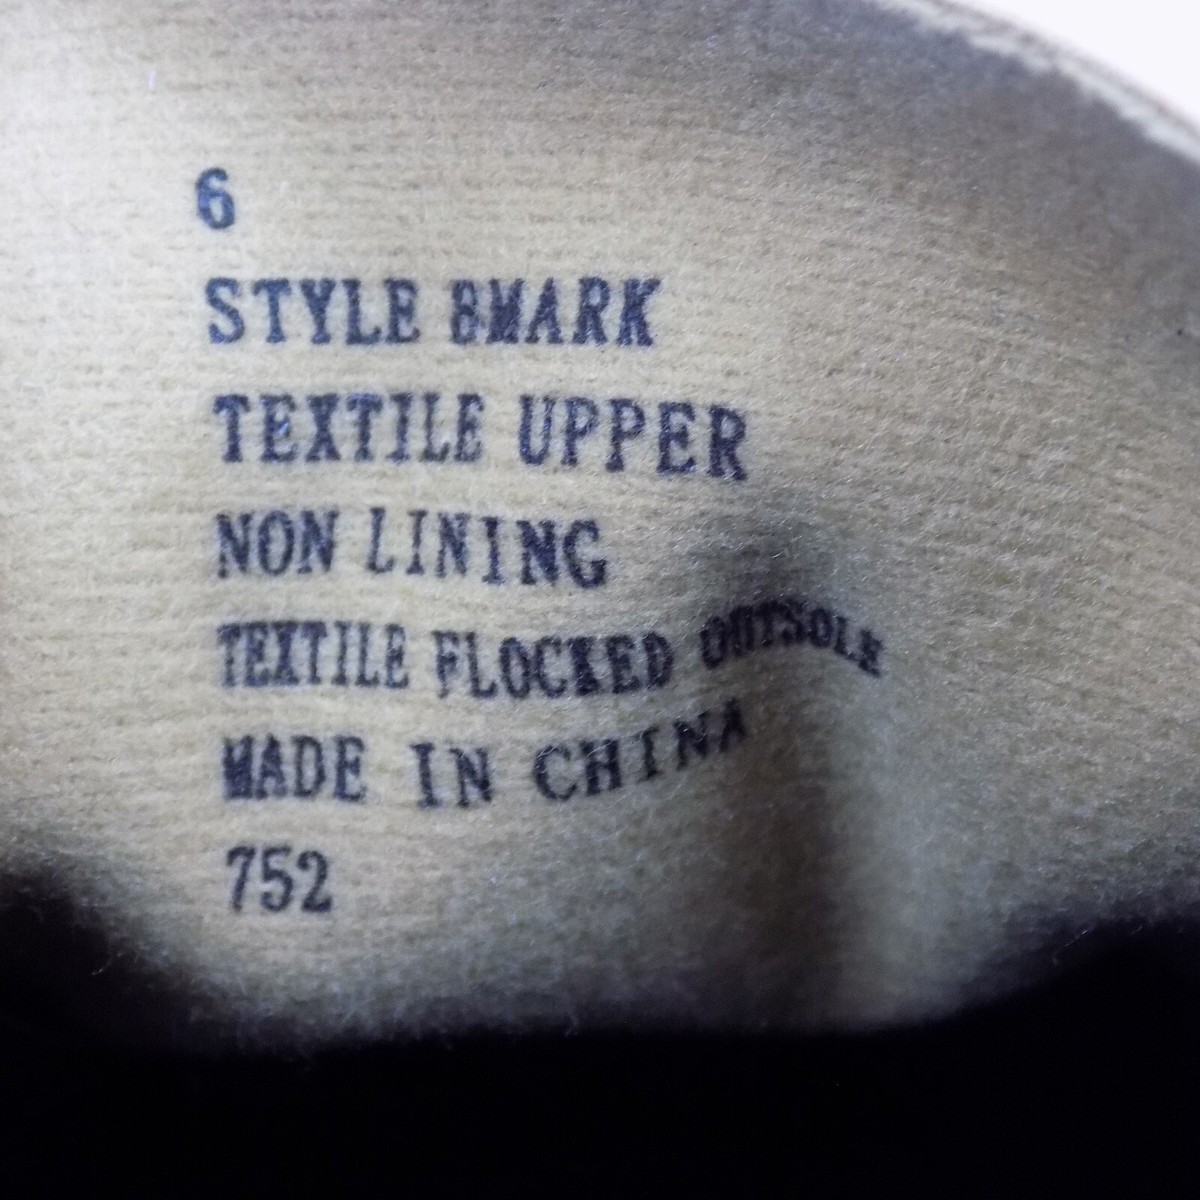 6
STYLE BMARK
TEXTILE UPPER
NON LINING
TEXTILE FLOCKED OUTSOLE
MADE IN CHINA
752